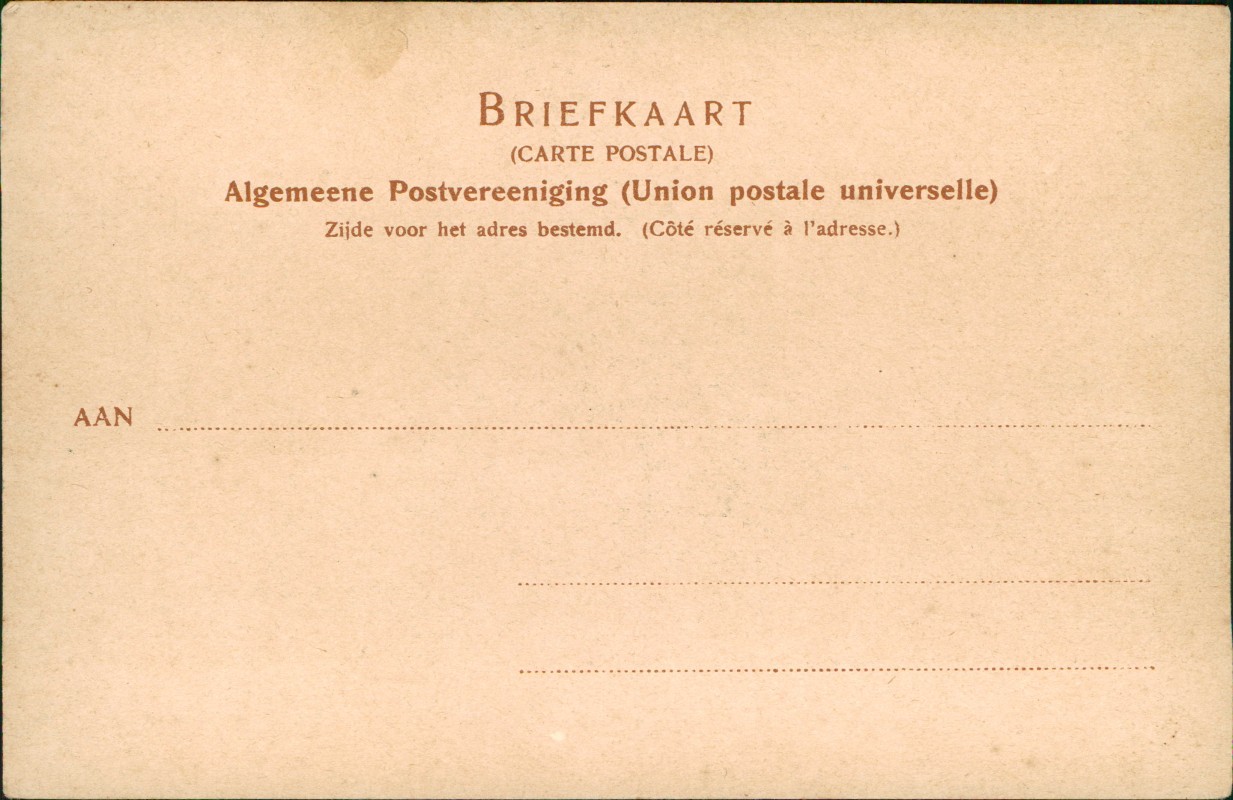 BRIEFKAART
(CARTE POSTALE)
Algemeene Postvereeniging (Union postale universelle)
Zijde voor het adres bestemd. (Côté réservé à l'adresse.)
AAN